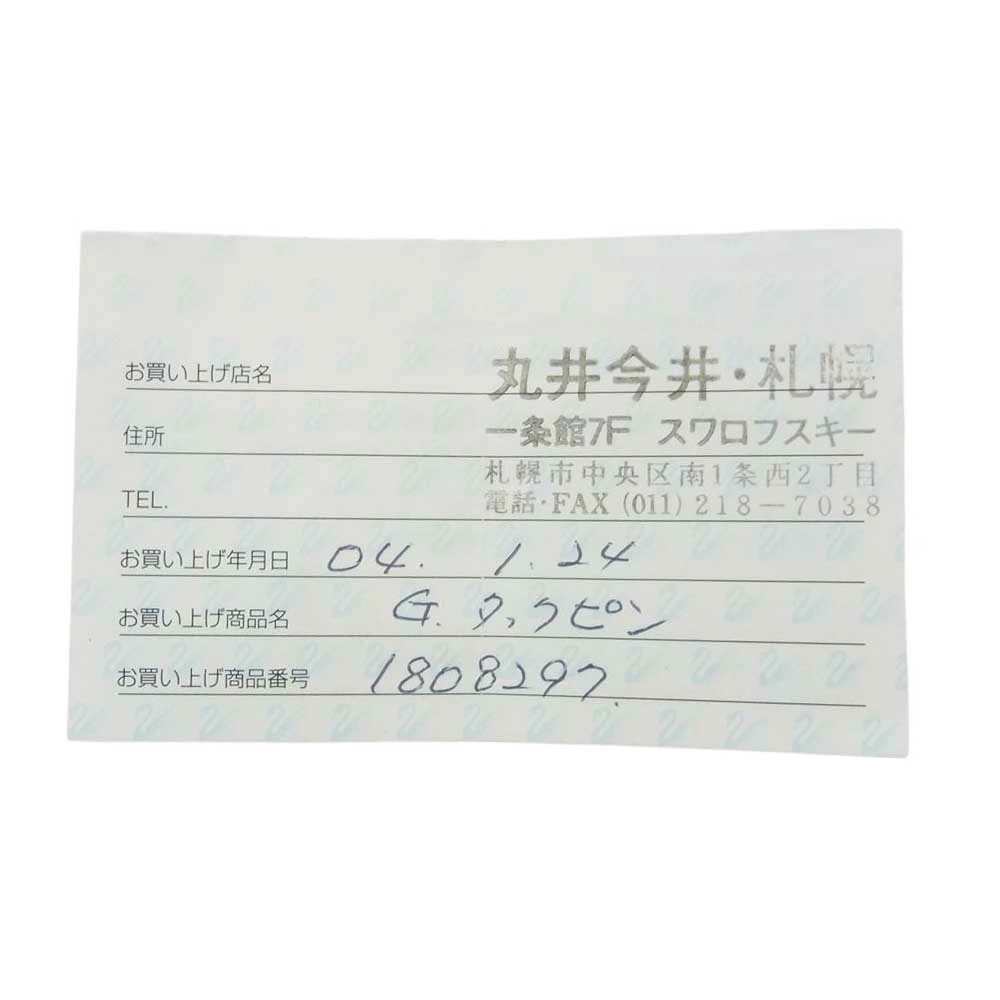 お買い上げ店名 丸井今井・札幌
住所 一条館7F スワロフスキー
札幌市中央区南1条西2丁目
TEL. 電話・FAX (011) 218-7038
お買い上げ年月日 04. 1. 24
お買い上げ商品名 G. タックピン
お買い上げ商品番号 1808297.